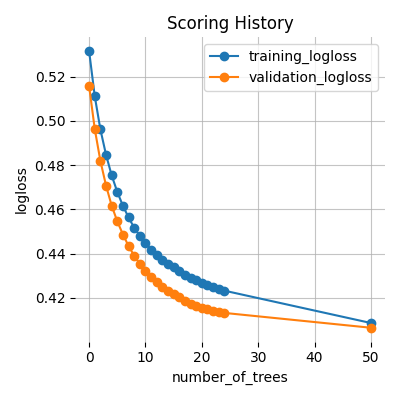 Scoring History
training_logloss
validation_logloss
logloss
0.52
0.50
0.48
0.46
0.44
0.42
0 10 20 30 40 50
number_of_trees